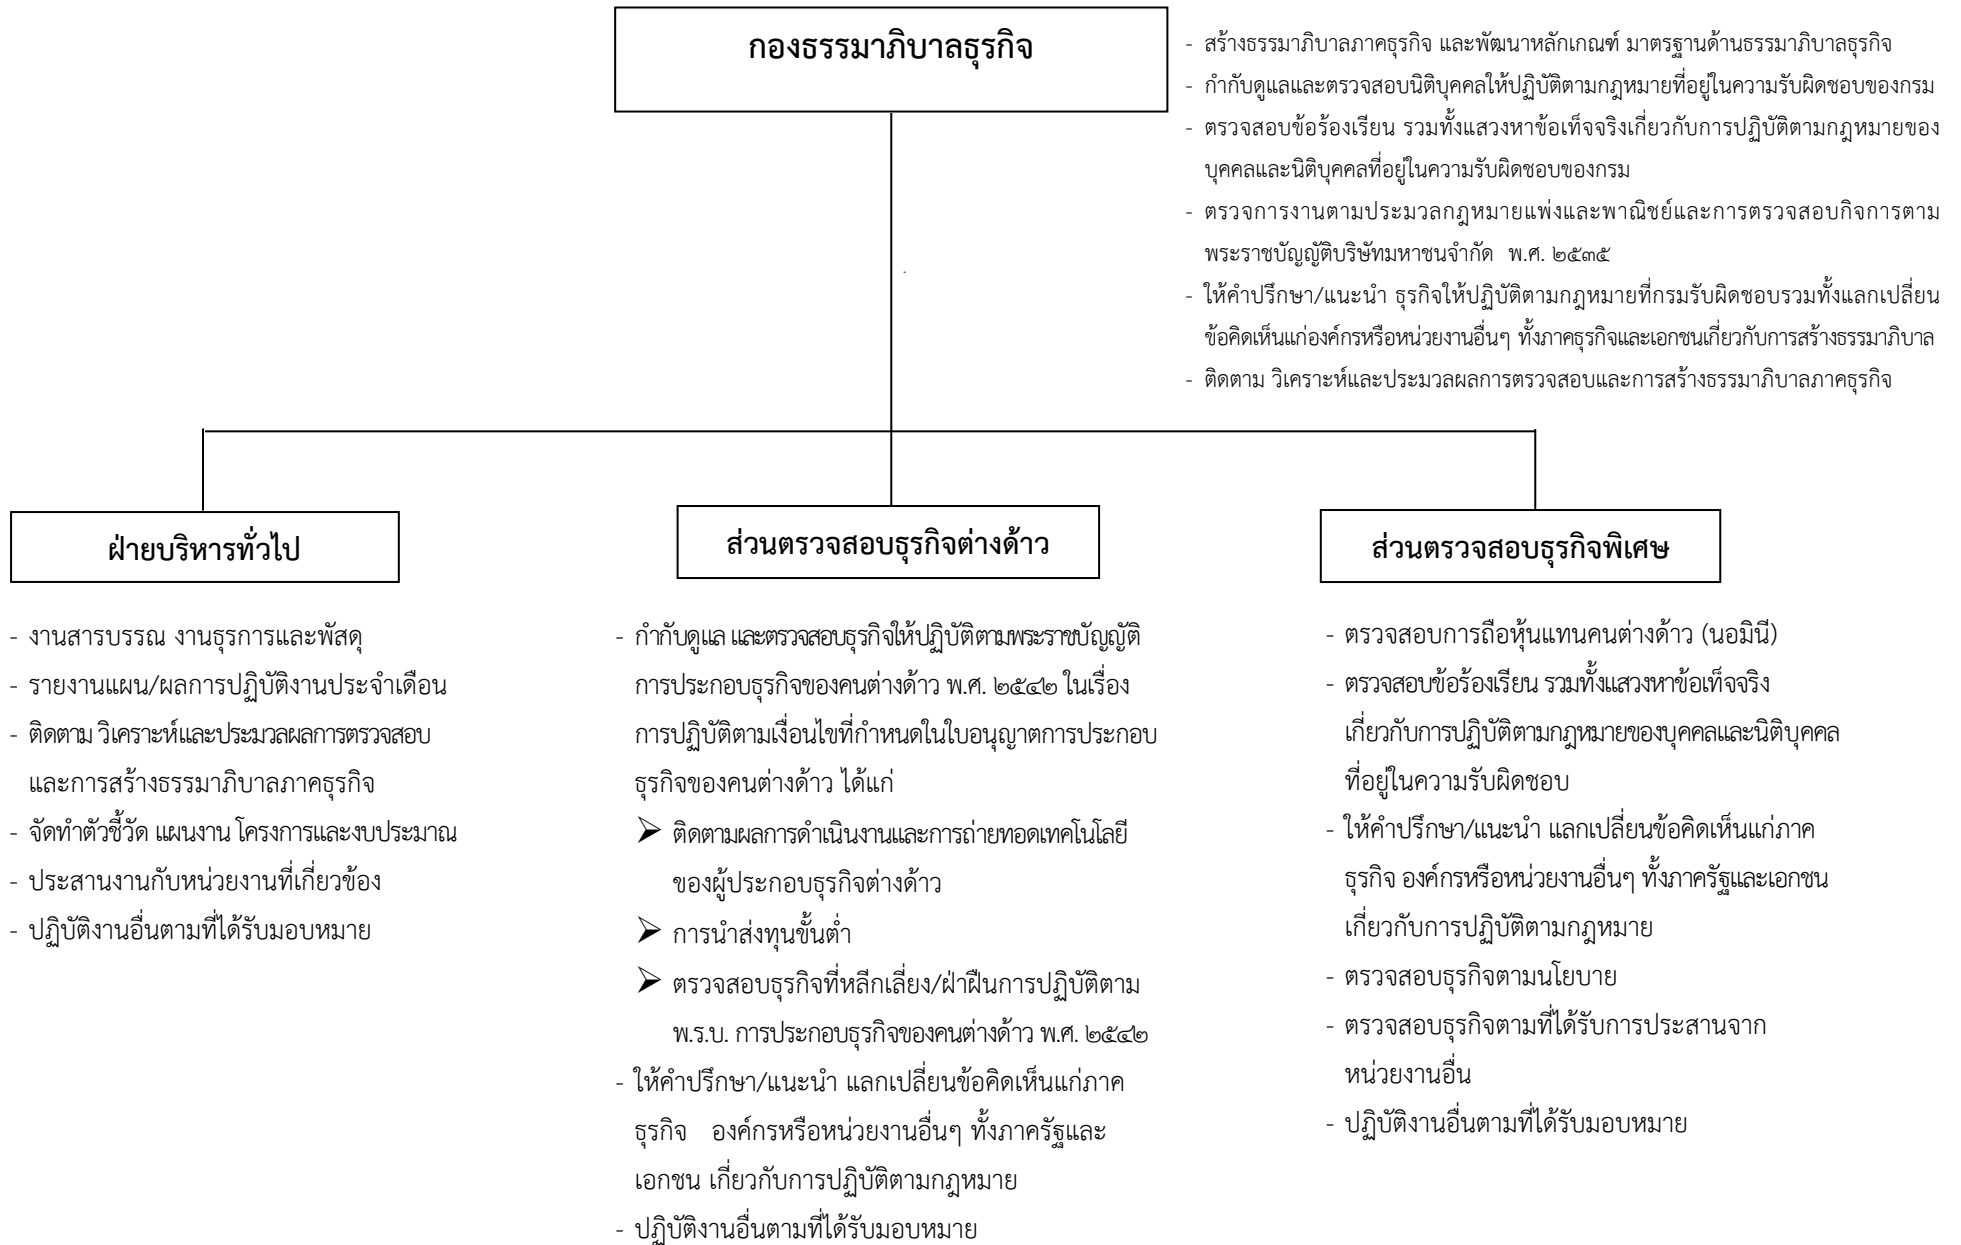 กองธรรมาภิบาลธุรกิจ
- สร้างธรรมาภิบาลภาคธุรกิจ และพัฒนาหลักเกณฑ์ มาตรฐานด้านธรรมาภิบาลธุรกิจ
- กำกับดูแลและตรวจสอบนิติบุคคลให้ปฏิบัติตามกฎหมายที่อยู่ในความรับผิดชอบของกรม
- ตรวจสอบข้อร้องเรียน รวมทั้งแสวงหาข้อเท็จจริงเกี่ยวกับการปฏิบัติตามกฎหมายของ
บุคคลและนิติบุคคลที่อยู่ในความรับผิดชอบของกรม
- ตรวจการงานตามประมวลกฎหมายแพ่งและพาณิชย์และการตรวจสอบกิจการตาม
พระราชบัญญัติบริษัทมหาชนจำกัด พ.ศ. ๒๕๓๕
- ให้คำปรึกษา/แนะนำ ธุรกิจให้ปฏิบัติตามกฎหมายที่กรมรับผิดชอบรวมทั้งแลกเปลี่ยน
ข้อคิดเห็นแก่องค์กรหรือหน่วยงานอื่นๆ ทั้งภาคธุรกิจและเอกชนเกี่ยวกับการสร้างธรรมาภิบาล
- ติดตาม วิเคราะห์และประมวลผลการตรวจสอบและการสร้างธรรมาภิบาลภาคธุรกิจ
ฝ่ายบริหารทั่วไป
- งานสารบรรณ งานธุรการและพัสดุ
- รายงานแผน/ผลการปฏิบัติงานประจำเดือน
- ติดตาม วิเคราะห์และประมวลผลการตรวจสอบ
และการสร้างธรรมาภิบาลภาคธุรกิจ
- จัดทำตัวชี้วัด แผนงาน โครงการและงบประมาณ
- ประสานงานกับหน่วยงานที่เกี่ยวข้อง
- ปฏิบัติงานอื่นตามที่ได้รับมอบหมาย
ส่วนตรวจสอบธุรกิจต่างด้าว
- กำกับดูแล และตรวจสอบธุรกิจให้ปฏิบัติตามพระราชบัญญัติ
การประกอบธุรกิจของคนต่างด้าว พ.ศ. ๒๕๔๒ ในเรื่อง
การปฏิบัติตามเงื่อนไขที่กำหนดในใบอนุญาตการประกอบ
ธุรกิจของคนต่างด้าว ได้แก่
➢ ติดตามผลการดำเนินงานและการถ่ายทอดเทคโนโลยี
ของผู้ประกอบธุรกิจต่างด้าว
➢ การนำส่งทุนขั้นต่ำ
➢ ตรวจสอบธุรกิจที่หลีกเลี่ยง/ฝ่าฝืนการปฏิบัติตาม
พ.ร.บ. การประกอบธุรกิจของคนต่างด้าว พ.ศ. ๒๕๔๒
- ให้คำปรึกษา/แนะนำ แลกเปลี่ยนข้อคิดเห็นแก่ภาค
ธุรกิจ องค์กรหรือหน่วยงานอื่นๆ ทั้งภาครัฐและ
เอกชน เกี่ยวกับการปฏิบัติตามกฎหมาย
- ปฏิบัติงานอื่นตามที่ได้รับมอบหมาย
ส่วนตรวจสอบธุรกิจพิเศษ
- ตรวจสอบการถือหุ้นแทนคนต่างด้าว (นอมินี)
- ตรวจสอบข้อร้องเรียน รวมทั้งแสวงหาข้อเท็จจริง
เกี่ยวกับการปฏิบัติตามกฎหมายของบุคคลและนิติบุคคล
ที่อยู่ในความรับผิดชอบ
- ให้คำปรึกษา/แนะนำ แลกเปลี่ยนข้อคิดเห็นแก่ภาค
ธุรกิจ องค์กรหรือหน่วยงานอื่นๆ ทั้งภาครัฐและเอกชน
เกี่ยวกับการปฏิบัติตามกฎหมาย
- ตรวจสอบธุรกิจตามนโยบาย
- ตรวจสอบธุรกิจตามที่ได้รับการประสานจาก
หน่วยงานอื่น
- ปฏิบัติงานอื่นตามที่ได้รับมอบหมาย